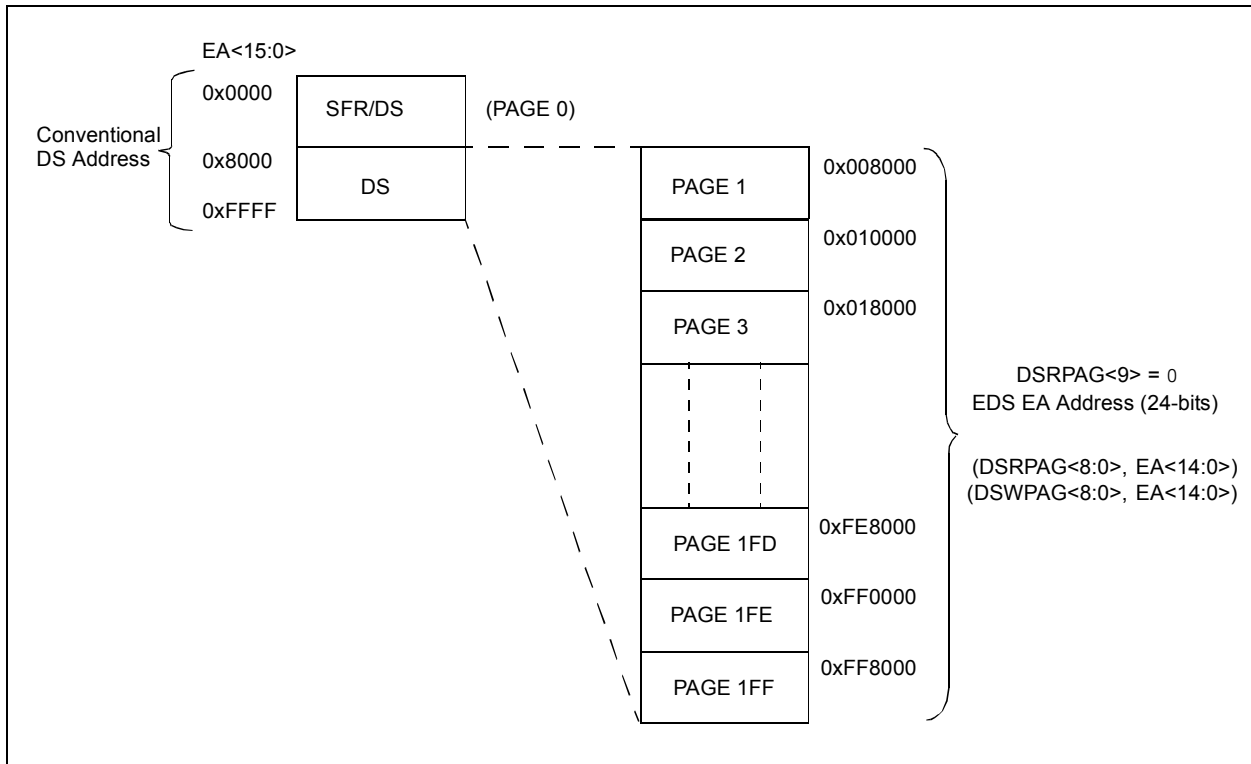 EA<15:0>
0x0000
SFR/DS
(PAGE 0)
Conventional
DS Address
0x8000
DS
0xFFFF
PAGE 1
0x008000
PAGE 2
0x010000
PAGE 3
0x018000
DSRPAG<9> = 0
EDS EA Address (24-bits)
(DSRPAG<8:0>, EA<14:0>)
(DSWPAG<8:0>, EA<14:0>)
PAGE 1FD
0xFE8000
PAGE 1FE
0xFF0000
PAGE 1FF
0xFF8000